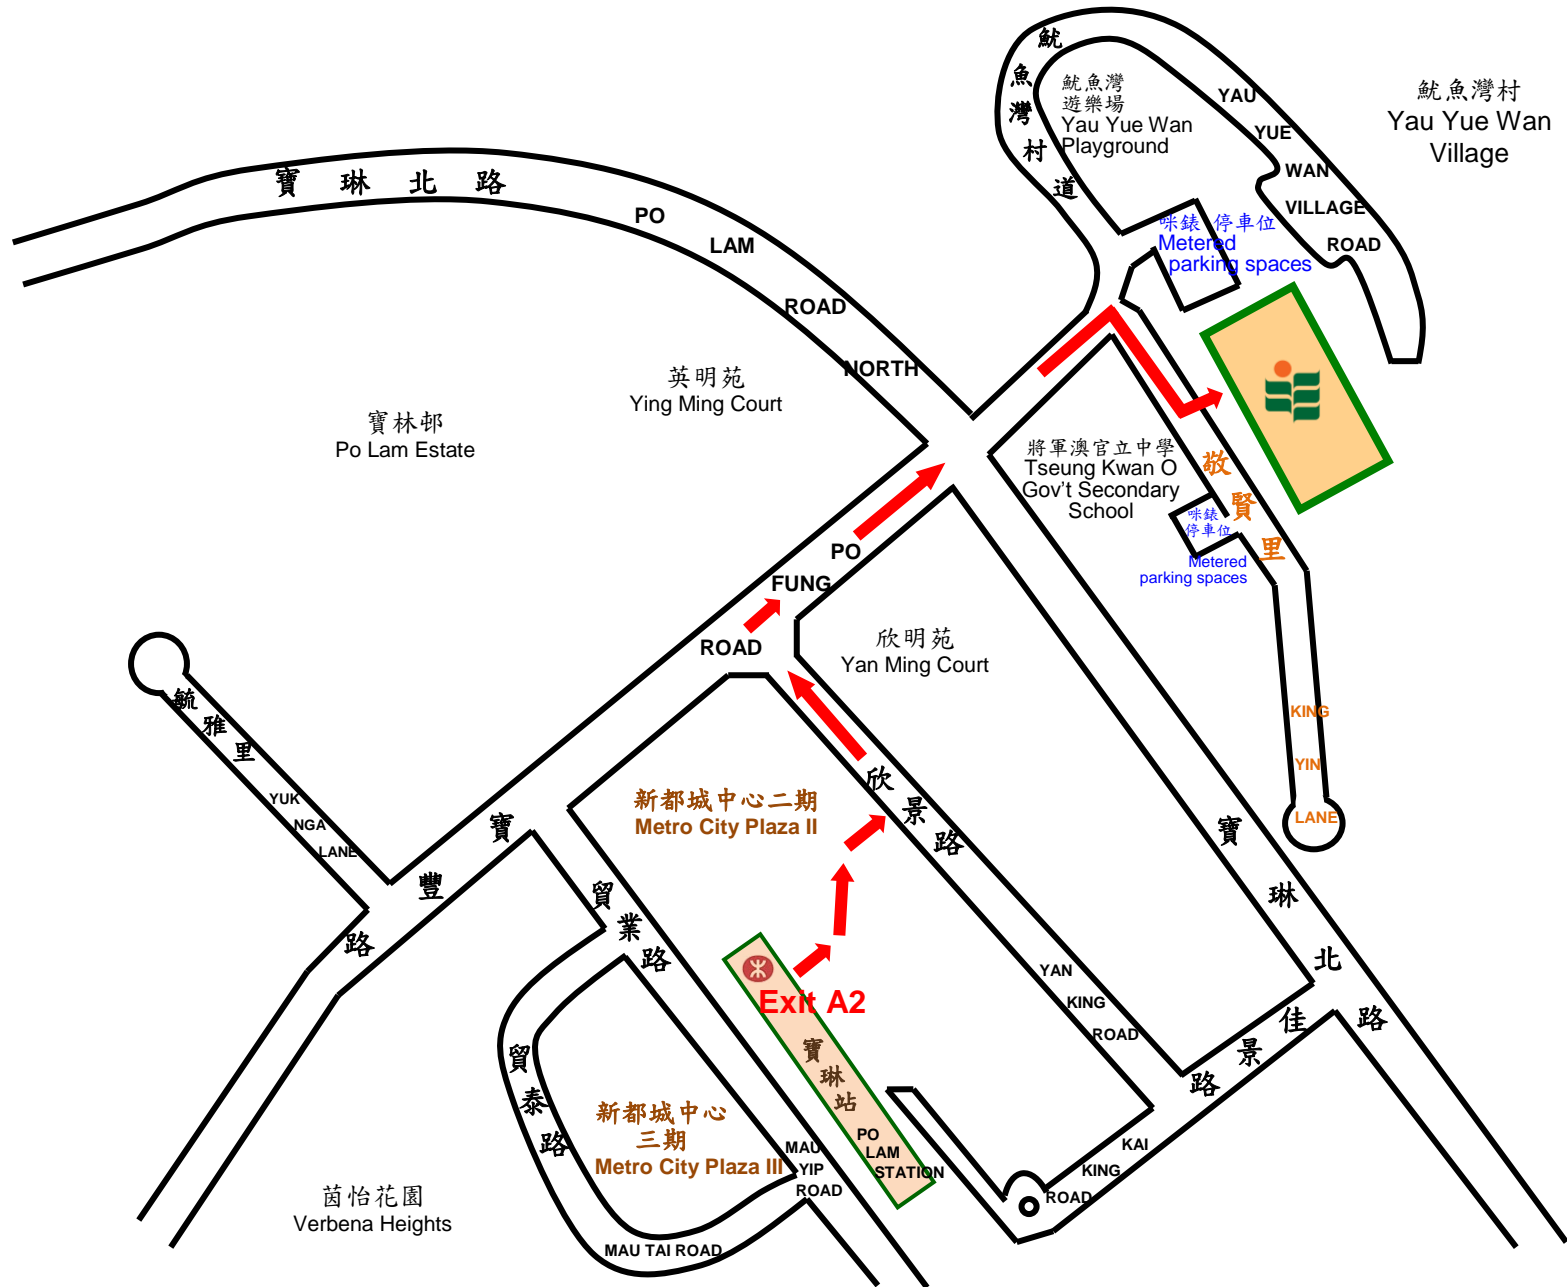 魷魚灣村道
YAU
YUE
WAN
VILLAGE
ROAD
魷魚灣村
Yau Yue Wan
Village
魷魚灣
遊樂場
Yau Yue Wan
Playground
咪錶 停車位
Metered
parking spaces
寶琳北路
PO
LAM
ROAD
NORTH
英明苑
Ying Ming Court
寶林邨
Po Lam Estate
將軍澳官立中學
Tseung Kwan O
Gov't Secondary
School
敬賢里
咪錶
停車位
Metered
parking spaces
KING
YIN
LANE
PO
FUNG
ROAD
欣明苑
Yan Ming Court
毓雅里
YUK
NGA
LANE
寶豐路
新都城中心二期
Metro City Plaza II
欣景路
YAN
KING
ROAD
寶琳北路
貿業路
Exit A2
寶琳站
PO
LAM
STATION
貿泰路
新都城中心
三期
Metro City Plaza III
MAU
YIP
ROAD
佳景路
KAI
KING
ROAD
茵怡花園
Verbena Heights
MAU TAI ROAD